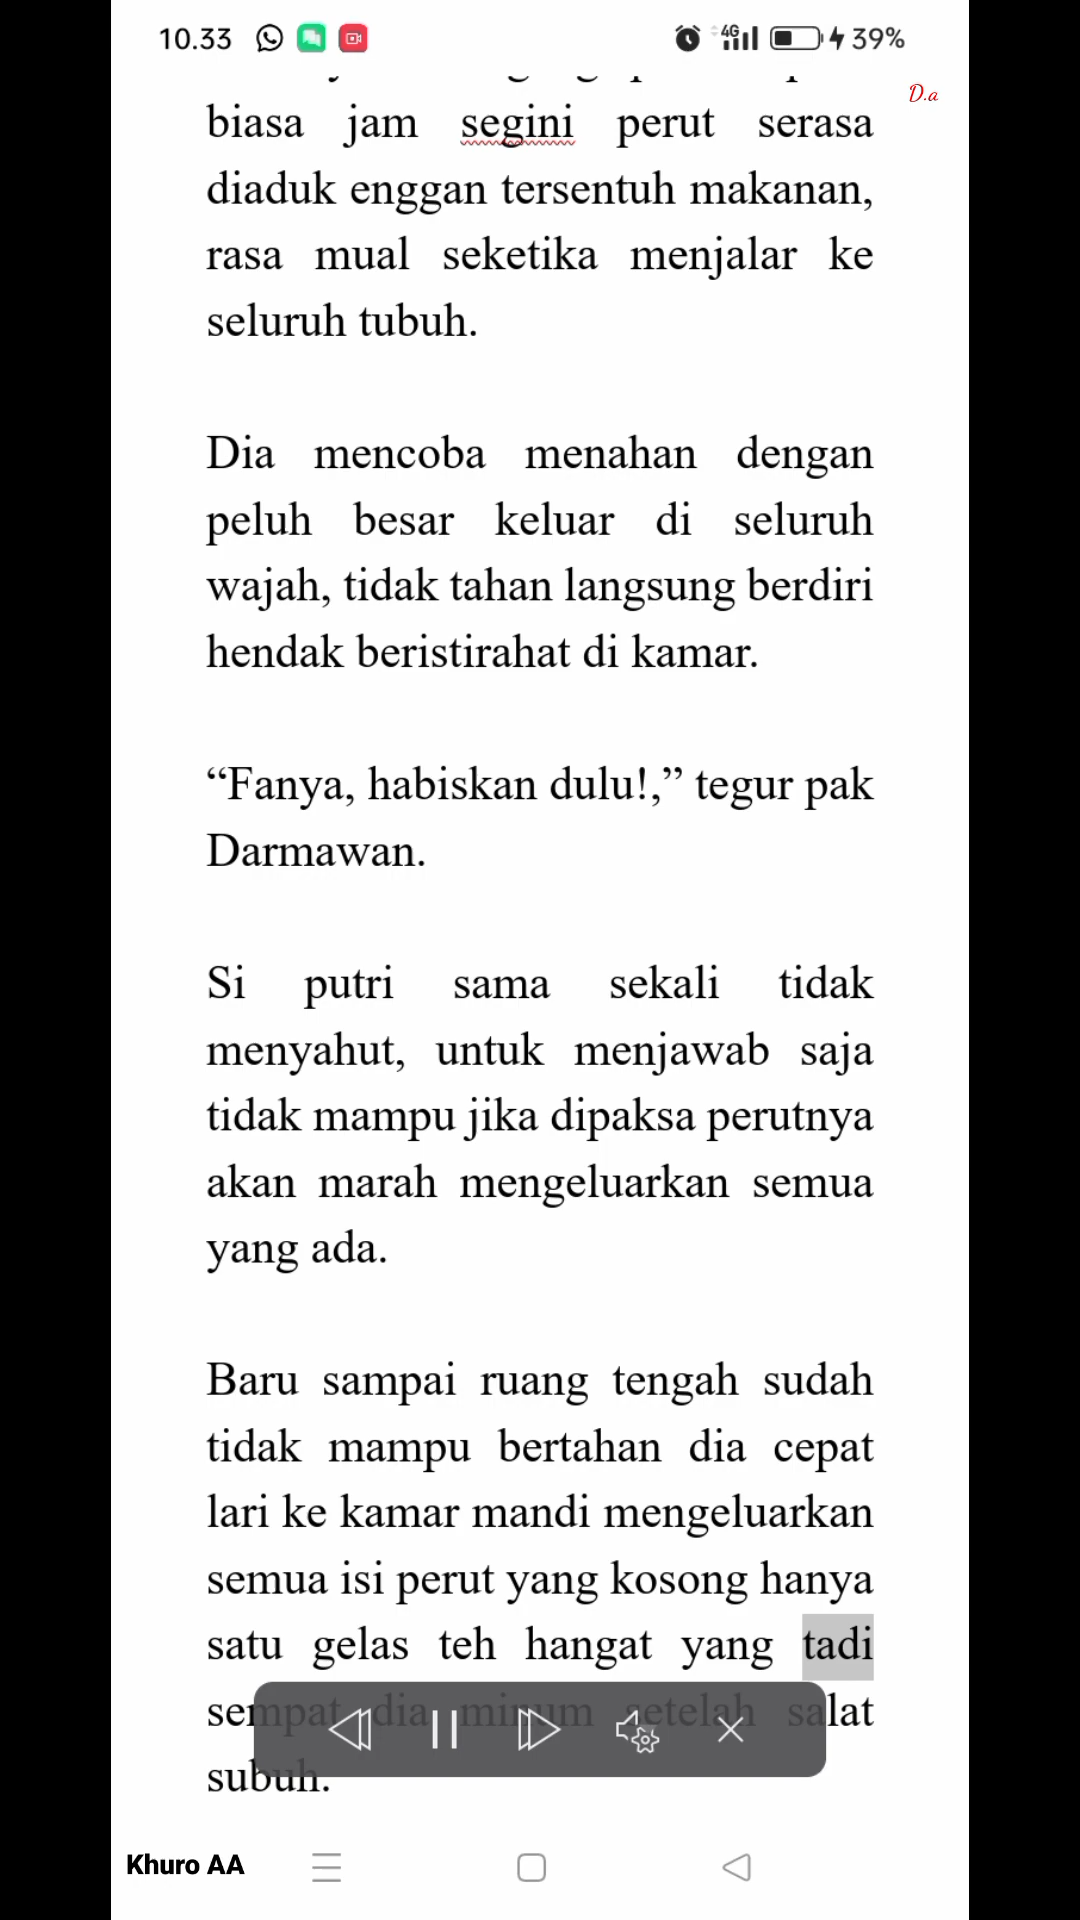 10.33
4G
39%
D.a
biasa jam segini perut serasa
diaduk enggan tersentuh makanan,
rasa mual seketika menjalar ke
seluruh tubuh.
Dia mencoba menahan dengan
peluh besar keluar di seluruh
wajah, tidak tahan langsung berdiri
hendak beristirahat di kamar.
“Fanya, habiskan dulu!,” tegur pak
Darmawan.
Si putri sama sekali tidak
menyahut, untuk menjawab saja
tidak mampu jika dipaksa perutnya
akan marah mengeluarkan semua
yang ada.
Baru sampai ruang tengah sudah
tidak mampu bertahan dia cepat
lari ke kamar mandi mengeluarkan
semua isi perut yang kosong hanya
satu gelas teh hangat yang tadi
sempat dia minum setelah salat
subuh.
Khuro AA